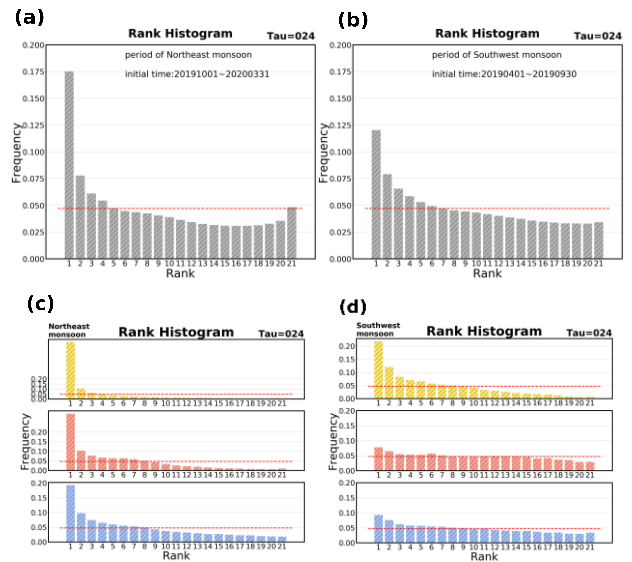 (a)
Rank Histogram
Tau=024
period of Northeast monsoon
initial time:20191001~20200331
0.200
0.175
0.150
0.125
0.100
0.075
0.050
0.025
0.000
Frequency
1 2 3 4 5 6 7 8 9 10 11 12 13 14 15 16 17 18 19 20 21
Rank
(b)
Rank Histogram
Tau=024
period of Southwest monsoon
initial time:20190401~20190930
0.200
0.175
0.150
0.125
0.100
0.075
0.050
0.025
0.000
Frequency
1 2 3 4 5 6 7 8 9 10 11 12 13 14 15 16 17 18 19 20 21
Rank
(c)
Northeast
monsoon
Rank Histogram
Tau=024
0.20
0.15
0.10
0.05
0.00
1 2 3 4 5 6 7 8 9 10 11 12 13 14 15 16 17 18 19 20 21
0.20
0.15
0.10
0.05
0.00
Frequency
1 2 3 4 5 6 7 8 9 10 11 12 13 14 15 16 17 18 19 20 21
0.20
0.15
0.10
0.05
0.00
1 2 3 4 5 6 7 8 9 10 11 12 13 14 15 16 17 18 19 20 21
Rank
(d)
Southwest
monsoon
Rank Histogram
Tau=024
0.20
0.15
0.10
0.05
0.00
1 2 3 4 5 6 7 8 9 10 11 12 13 14 15 16 17 18 19 20 21
0.20
0.15
0.10
0.05
0.00
Frequency
1 2 3 4 5 6 7 8 9 10 11 12 13 14 15 16 17 18 19 20 21
0.20
0.15
0.10
0.05
0.00
1 2 3 4 5 6 7 8 9 10 11 12 13 14 15 16 17 18 19 20 21
Rank